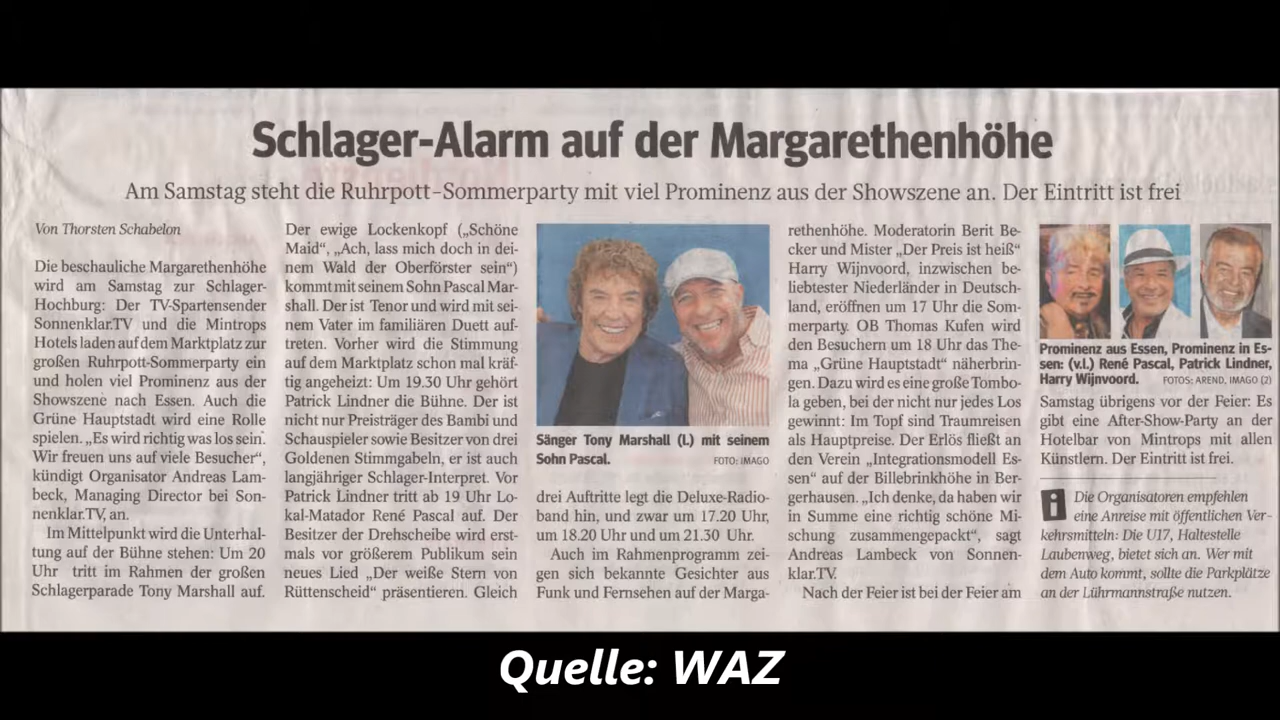 Schlager-Alarm auf der Margarethenhöhe
Am Samstag steht die Ruhrpott-Sommerparty mit viel Prominenz aus der Showszene an. Der Eintritt ist frei
Von Thorsten Schabelon
Die beschauliche Margarethenhöhe
wird am Samstag zur Schlager-
Hochburg: Der TV-Spartensender
Sonnenklar.TV und die Mintrops
Hotels laden auf dem Marktplatz zur
großen Ruhrpott-Sommerparty ein
und holen viel Prominenz aus der
Showszene nach Essen. Auch die
Grüne Hauptstadt wird eine Rolle
spielen. „Es wird richtig was los sein.
Wir freuen uns auf viele Besucher“,
kündigt Organisator Andreas Lam-
beck, Managing Director bei Son-
nenklar.TV, an.
Im Mittelpunkt wird die Unterhal-
tung auf der Bühne stehen: Um 20
Uhr tritt im Rahmen der großen
Schlagerparade Tony Marshall auf.
Der ewige Lockenkopf („Schöne
Maid“, „Ach, lass mich doch in dei-
nem Wald der Oberförster sein“)
kommt mit seinem Sohn Pascal Mar-
shall. Der ist Tenor und wird mit sei-
nem Vater im familiären Duett auf-
treten. Vorher wird die Stimmung
auf dem Marktplatz schon mal kräf-
tig angeheizt: Um 19.30 Uhr gehört
Patrick Lindner die Bühne. Der ist
nicht nur Preisträger des Bambi und
Schauspieler sowie Besitzer von drei
Goldenen Stimmgabeln, er ist auch
langjähriger Schlager-Interpret. Vor
Patrick Lindner tritt ab 19 Uhr Lo-
kal-Matador René Pascal auf. Der
Besitzer der Drehscheibe wird erst-
mals vor größerem Publikum sein
neues Lied „Der weiße Stern von
Rüttenscheid“ präsentieren. Gleich
Sänger Tony Marshall (l.) mit seinem
Sohn Pascal. FOTO: IMAGO
drei Auftritte legt die Deluxe-Radio-
band hin, und zwar um 17.20 Uhr,
um 18.20 Uhr und um 21.30 Uhr.
Auch im Rahmenprogramm zei-
gen sich bekannte Gesichter aus
Funk und Fernsehen auf der Marga-
rethenhöhe. Moderatorin Berit Be-
cker und Mister „Der Preis ist heiß“
Harry Wijnvoord, inzwischen be-
liebtester Niederländer in Deutsch-
land, eröffnen um 17 Uhr die Som-
merparty. OB Thomas Kufen wird
den Besuchern um 18 Uhr das The-
ma „Grüne Hauptstadt“ näherbrin-
gen. Dazu wird es eine große Tombo-
la geben, bei der nicht nur jedes Los
gewinnt: Im Topf sind Traumreisen
als Hauptpreise. Der Erlös fließt an
den Verein „Integrationsmodell Es-
sen“ auf der Billebrinkhöhe in Ber-
gerhausen. „Ich denke, da haben wir
in Summe eine richtig schöne Mi-
schung zusammengepackt“, sagt
Andreas Lambeck von Sonnen-
klar.TV.
Nach der Feier ist bei der Feier am
Prominenz aus Essen, Prominenz in Es-
sen: (v.l.) René Pascal, Patrick Lindner,
Harry Wijnvoord. FOTOS: AREND, IMAGO (2)
Samstag übrigens vor der Feier: Es
gibt eine After-Show-Party an der
Hotelbar von Mintrops mit allen
Künstlern. Der Eintritt ist frei.
i Die Organisatoren empfehlen
eine Anreise mit öffentlichen Ver-
kehrsmitteln: Die U17, Haltestelle
Laubenweg, bietet sich an. Wer mit
dem Auto kommt, sollte die Parkplätze
an der Lührmannstraße nutzen.
Quelle: WAZ